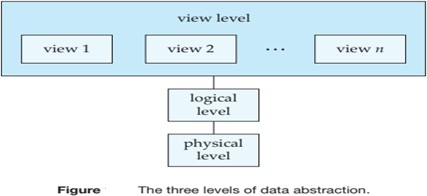 view level
view 1 view 2 ... view n
logical
level
physical
level
Figure The three levels of data abstraction.